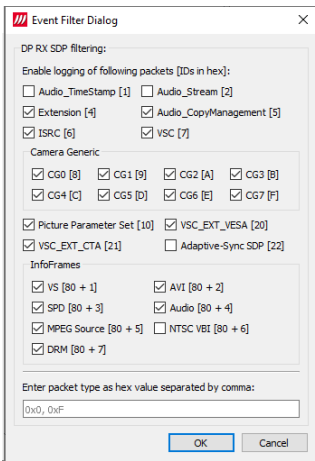 Event Filter Dialog
DP RX SDP filtering:
Enable logging of following packets [IDs in hex]:
Audio_TimeStamp [1] Audio_Stream [2]
Extension [4] Audio_CopyManagement [5]
ISRC [6] VSC [7]
Camera Generic
CG0 [8] CG1 [9] CG2 [A] CG3 [B]
CG4 [C] CG5 [D] CG6 [E] CG7 [F]
Picture Parameter Set [10] VSC_EXT_VESA [20]
VSC_EXT_CTA [21] Adaptive-Sync SDP [22]
InfoFrames
VS [80 + 1] AVI [80 + 2]
SPD [80 + 3] Audio [80 + 4]
MPEG Source [80 + 5] NTSC VBI [80 + 6]
DRM [80 + 7]
Enter packet type as hex value separated by comma:
0x0, 0xF
OK Cancel